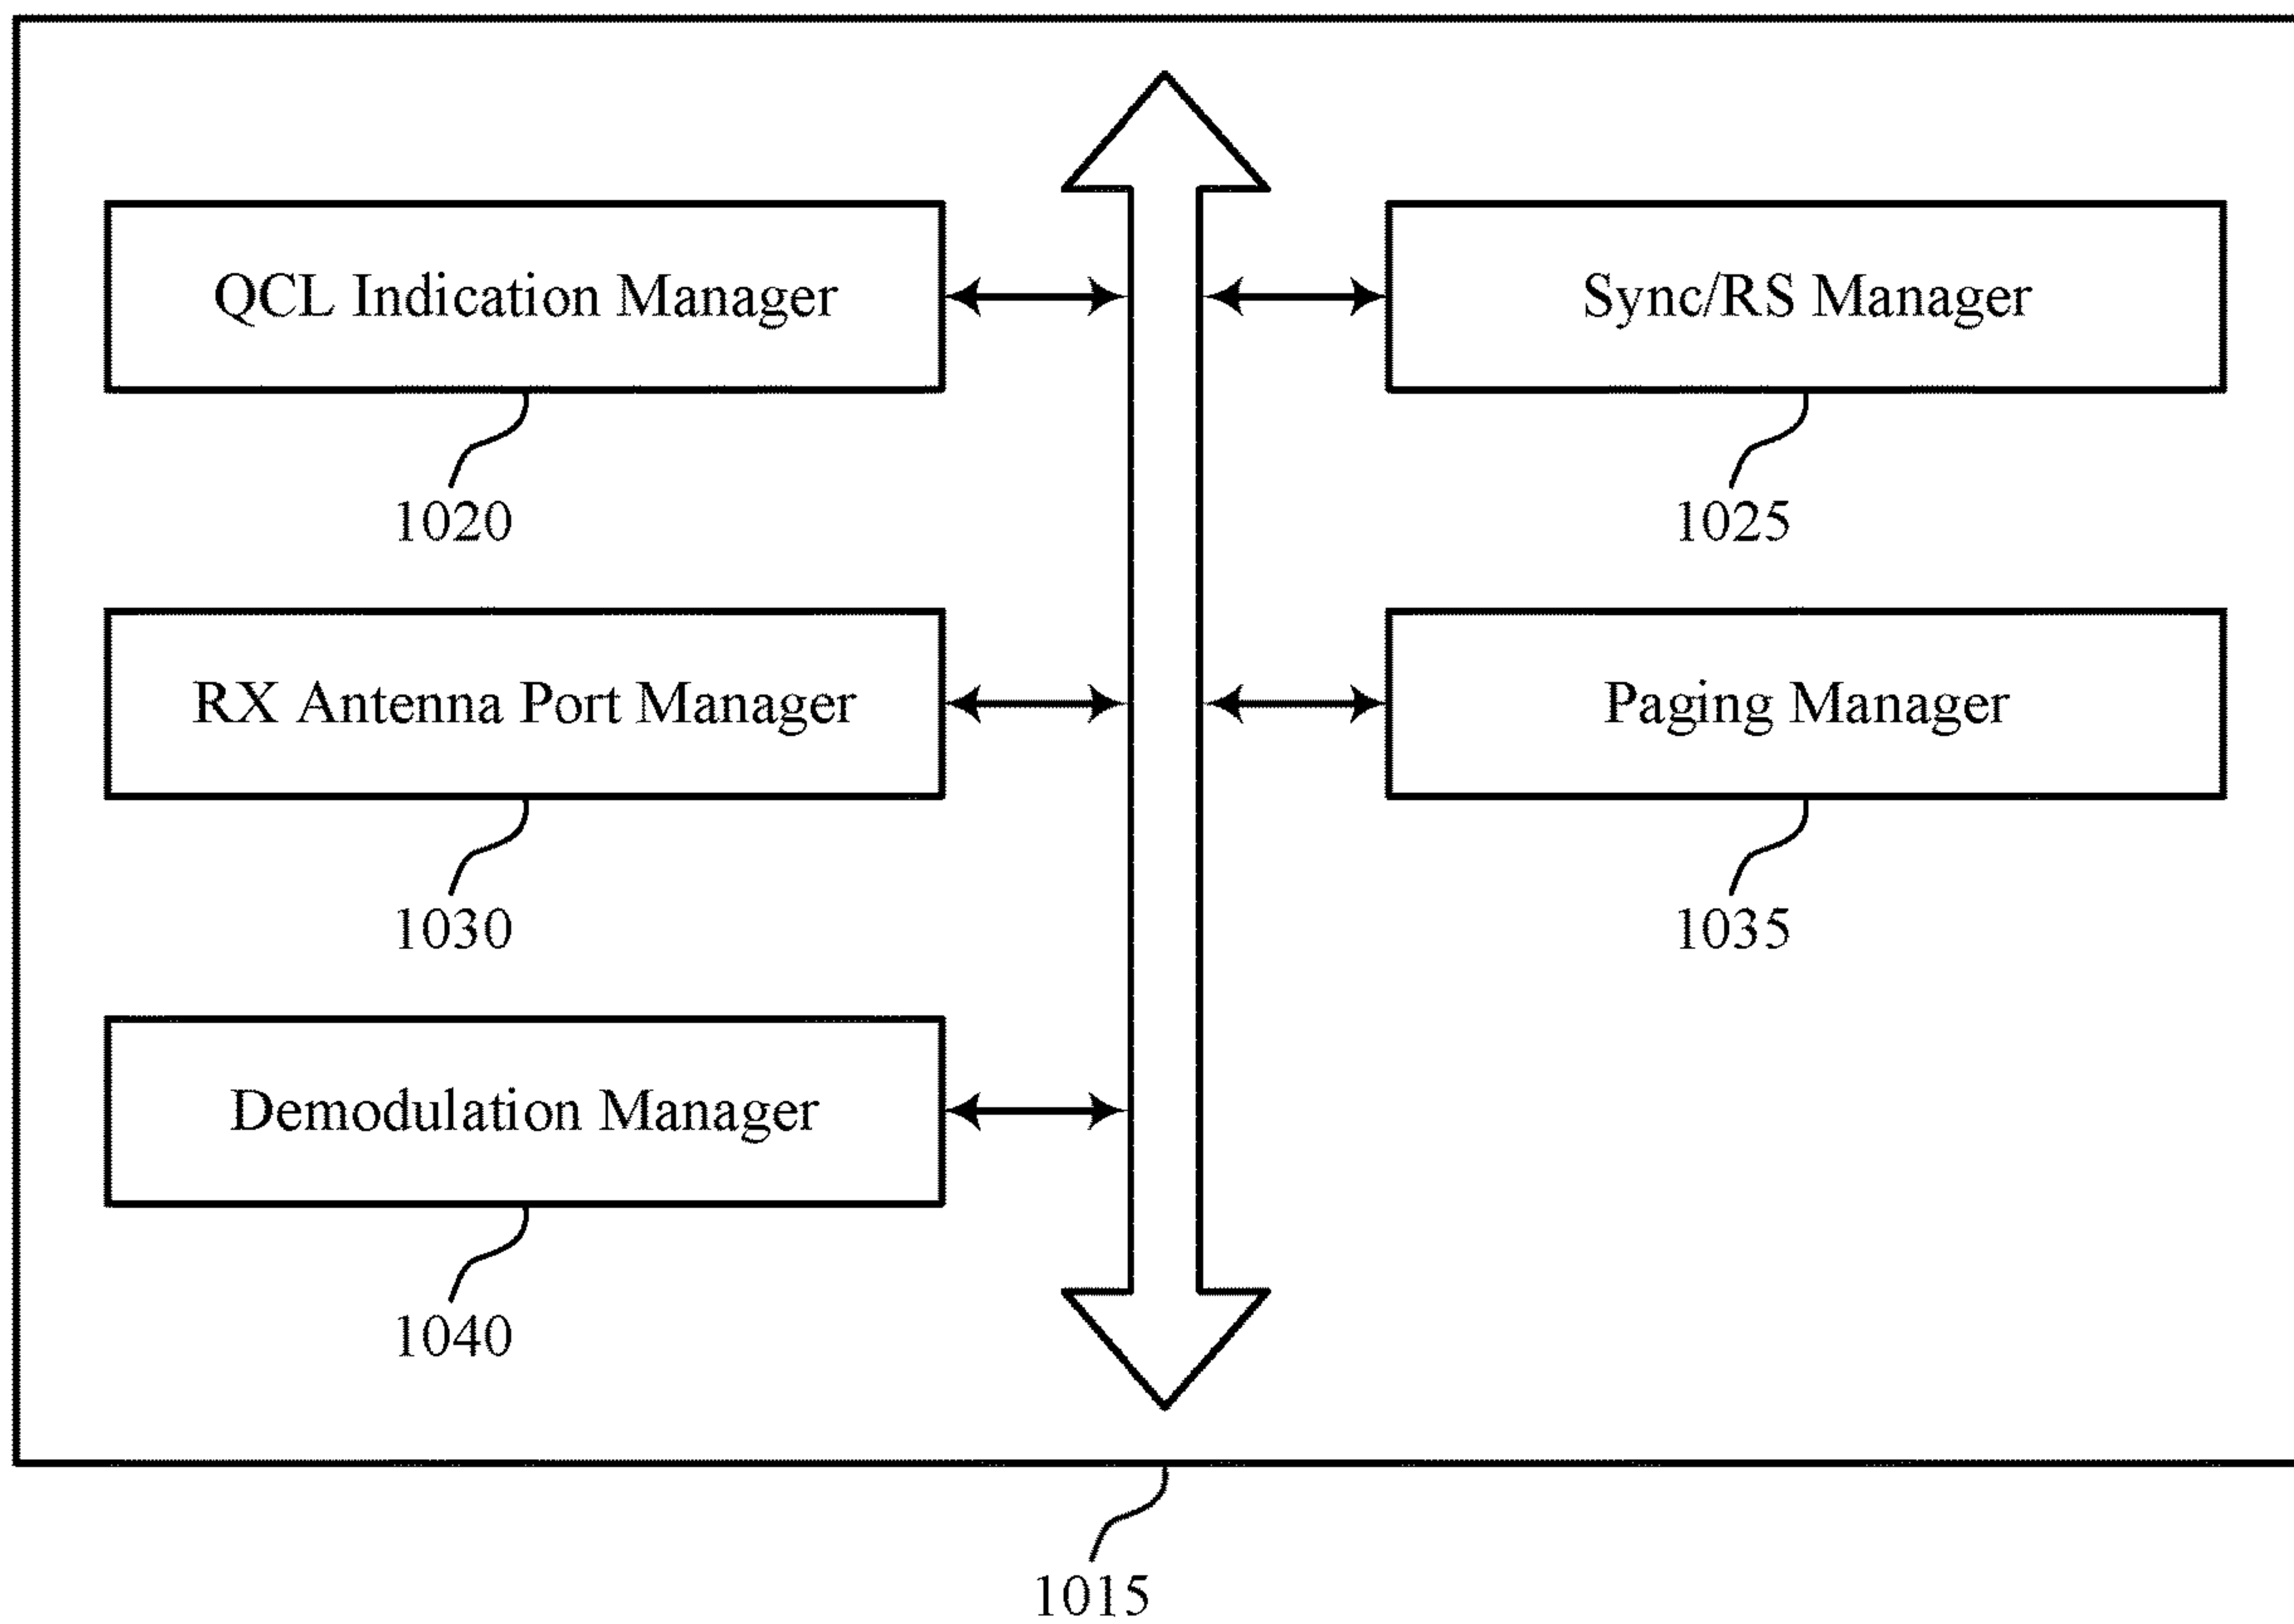 QCL Indication Manager
Sync/RS Manager
1020
1025
RX Antenna Port Manager
Paging Manager
1030
1035
Demodulation Manager
1040
1015